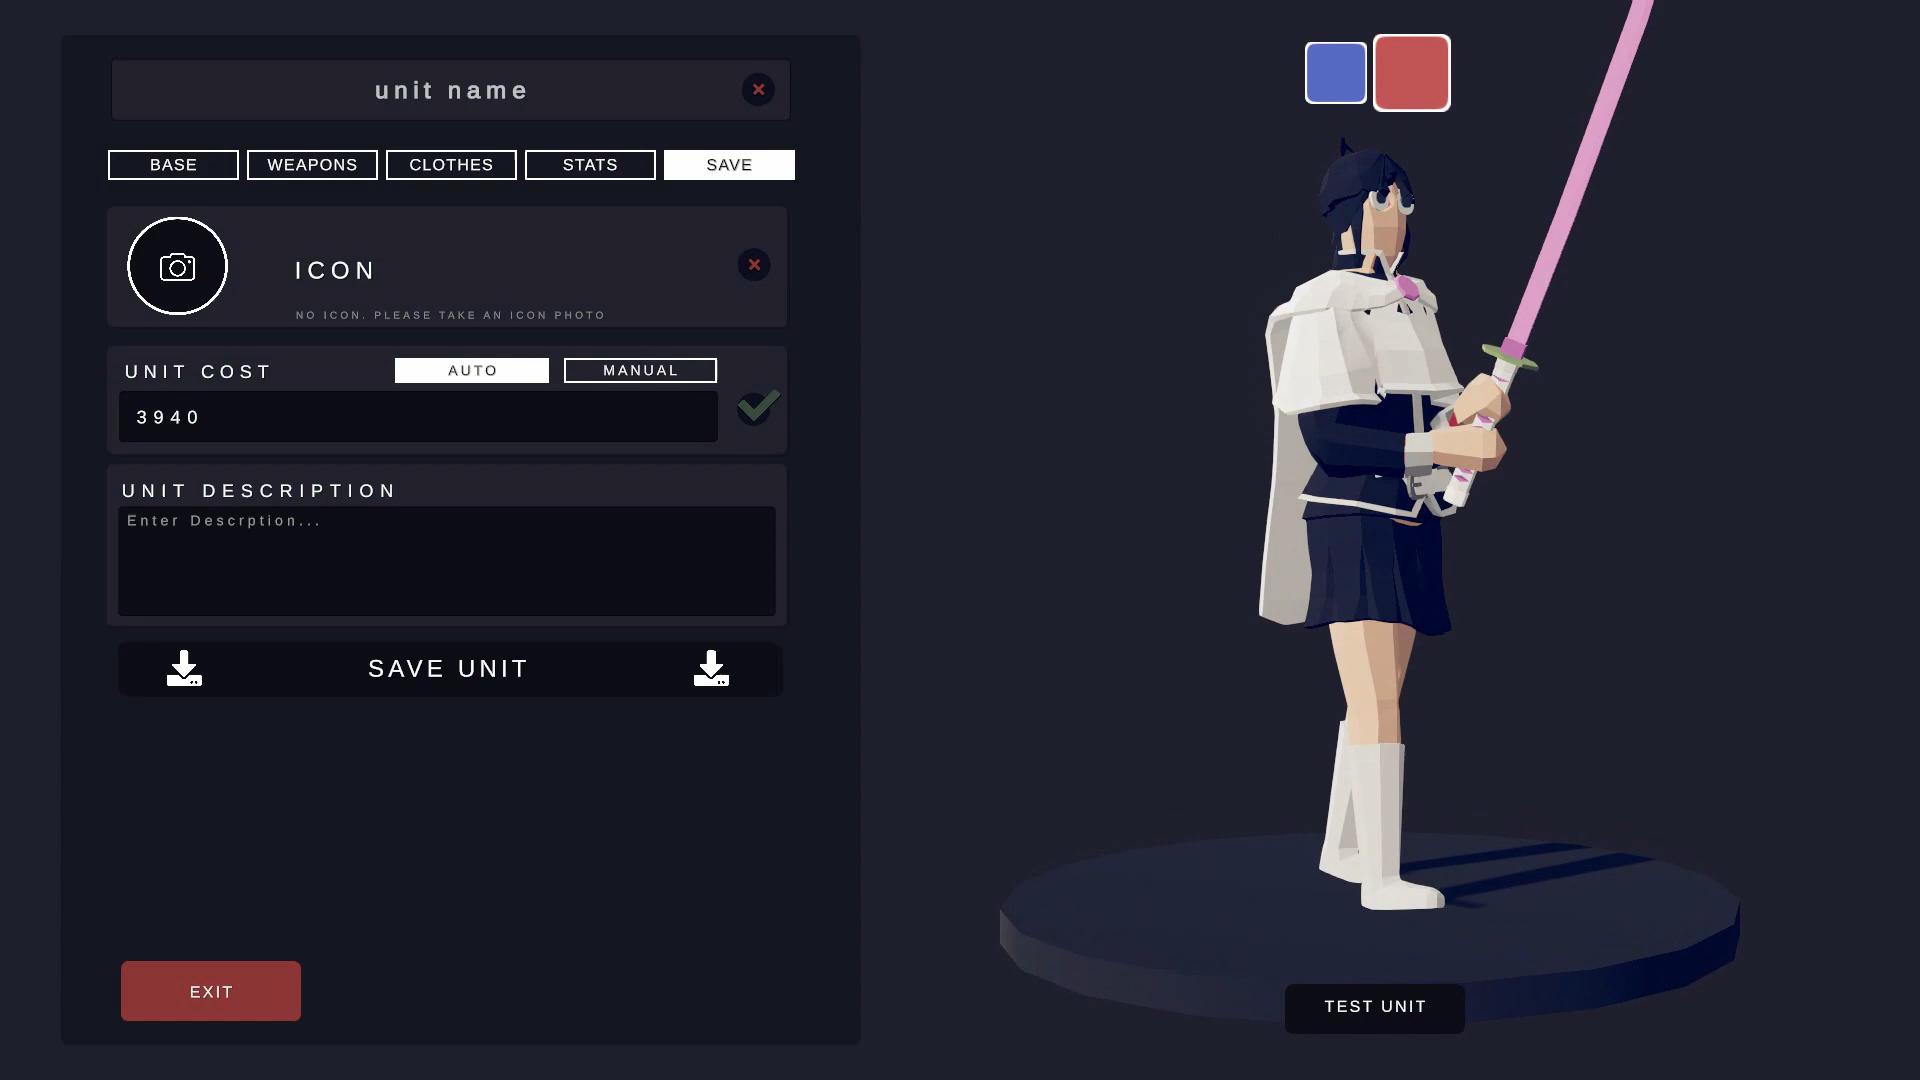 unit name
BASE
WEAPONS
CLOTHES
STATS
SAVE
ICON
NO ICON. PLEASE TAKE AN ICON PHOTO
UNIT COST
AUTO
MANUAL
3940
UNIT DESCRIPTION
Enter Descrption...
SAVE UNIT
EXIT
TEST UNIT